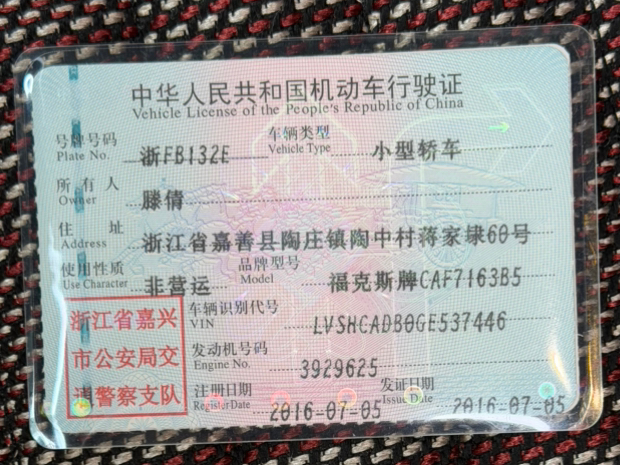 中华人民共和国机动车行驶证
Vehicle License of the People's Republic of China
号牌号码 浙FB132E 车辆类型 小型轿车
Plate No. Vehicle Type
所有人 滕倩
Owner
住址 浙江省嘉善县陶庄镇陶中村蒋家埭60号
Address
使用性质 非营运 品牌型号 福克斯牌CAF7163B5
Use Character Model
浙江省嘉兴
市公安局交
通警察支队
车辆识别代号 LVSHCADB0GE537446
VIN
发动机号码 3929625
Engine No.
注册日期 2016-07-05 发证日期 2016-07-05
Register Date Issue Date